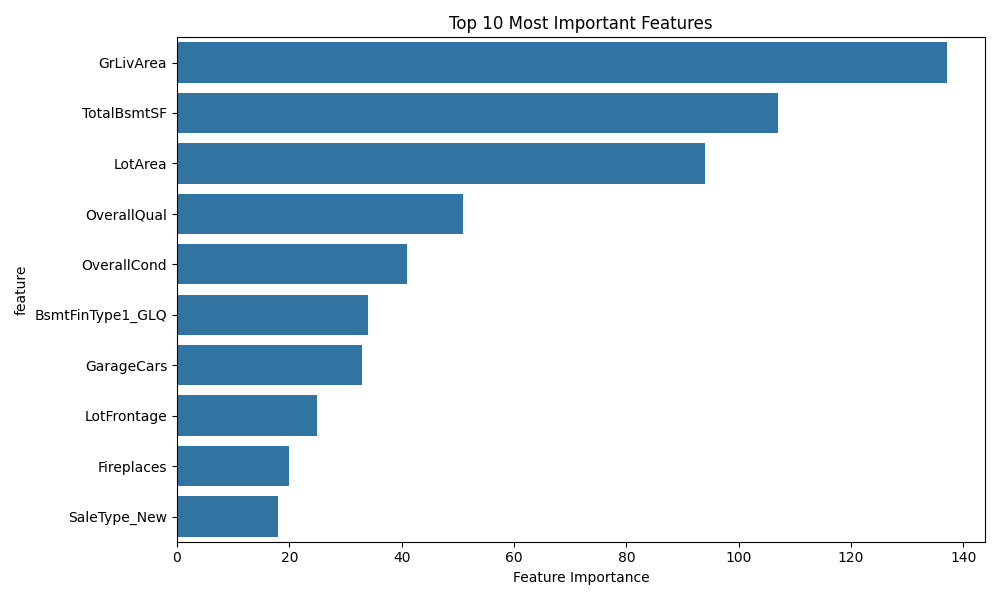 Top 10 Most Important Features
feature
GrLivArea
TotalBsmtSF
LotArea
OverallQual
OverallCond
BsmtFinType1_GLQ
GarageCars
LotFrontage
Fireplaces
SaleType_New
0 20 40 60 80 100 120 140
Feature Importance